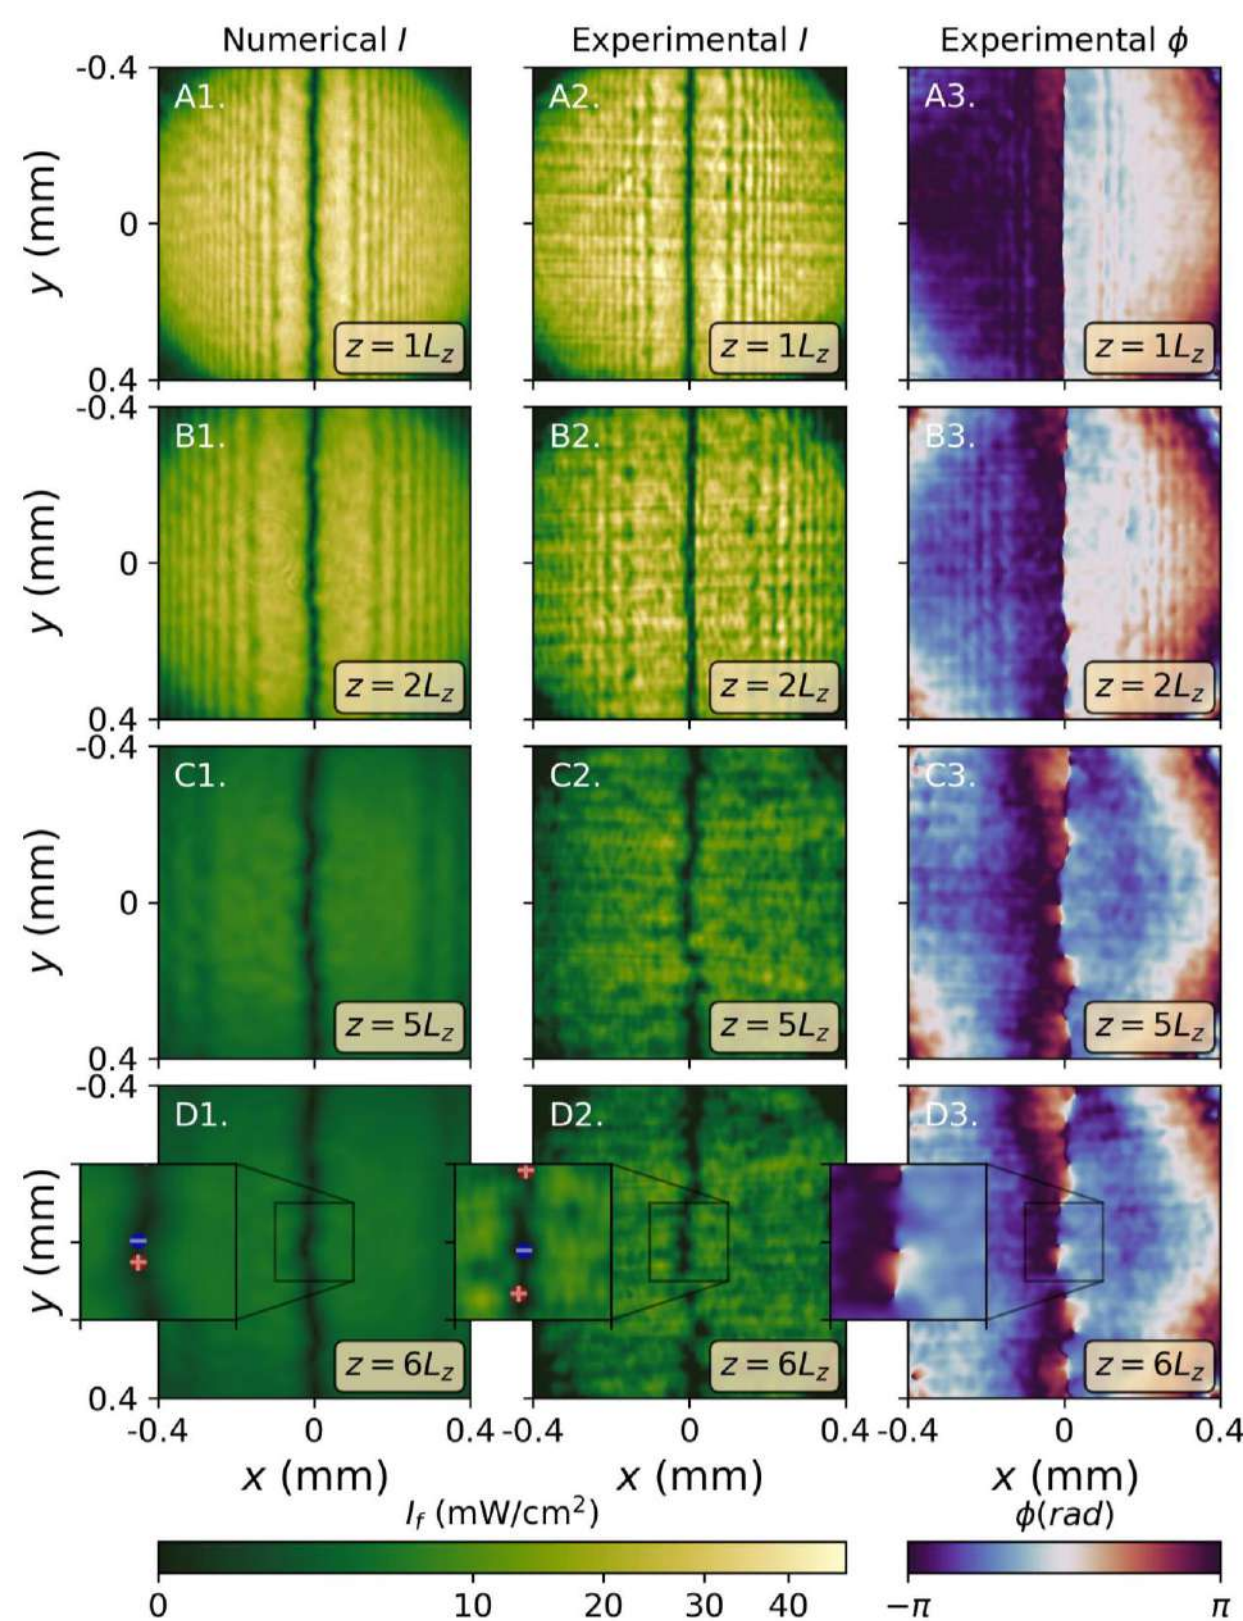 Numerical I Experimental I Experimental ϕ
-0.4
A1. A2. A3.
y (mm)
0
z = 1L_z z = 1L_z z = 1L_z
0.4
-0.4
B1. B2. B3.
y (mm)
0
z = 2L_z z = 2L_z z = 2L_z
0.4
-0.4
C1. C2. C3.
y (mm)
0
z = 5L_z z = 5L_z z = 5L_z
0.4
-0.4
D1. D2. D3.
y (mm)
z = 6L_z z = 6L_z z = 6L_z
0.4
-0.4 0 0.4 -0.4 0 0.4 -0.4 0 0.4
x (mm) x (mm) x (mm)
I_f (mW/cm²) ϕ(rad)
0 10 20 30 40 −π π